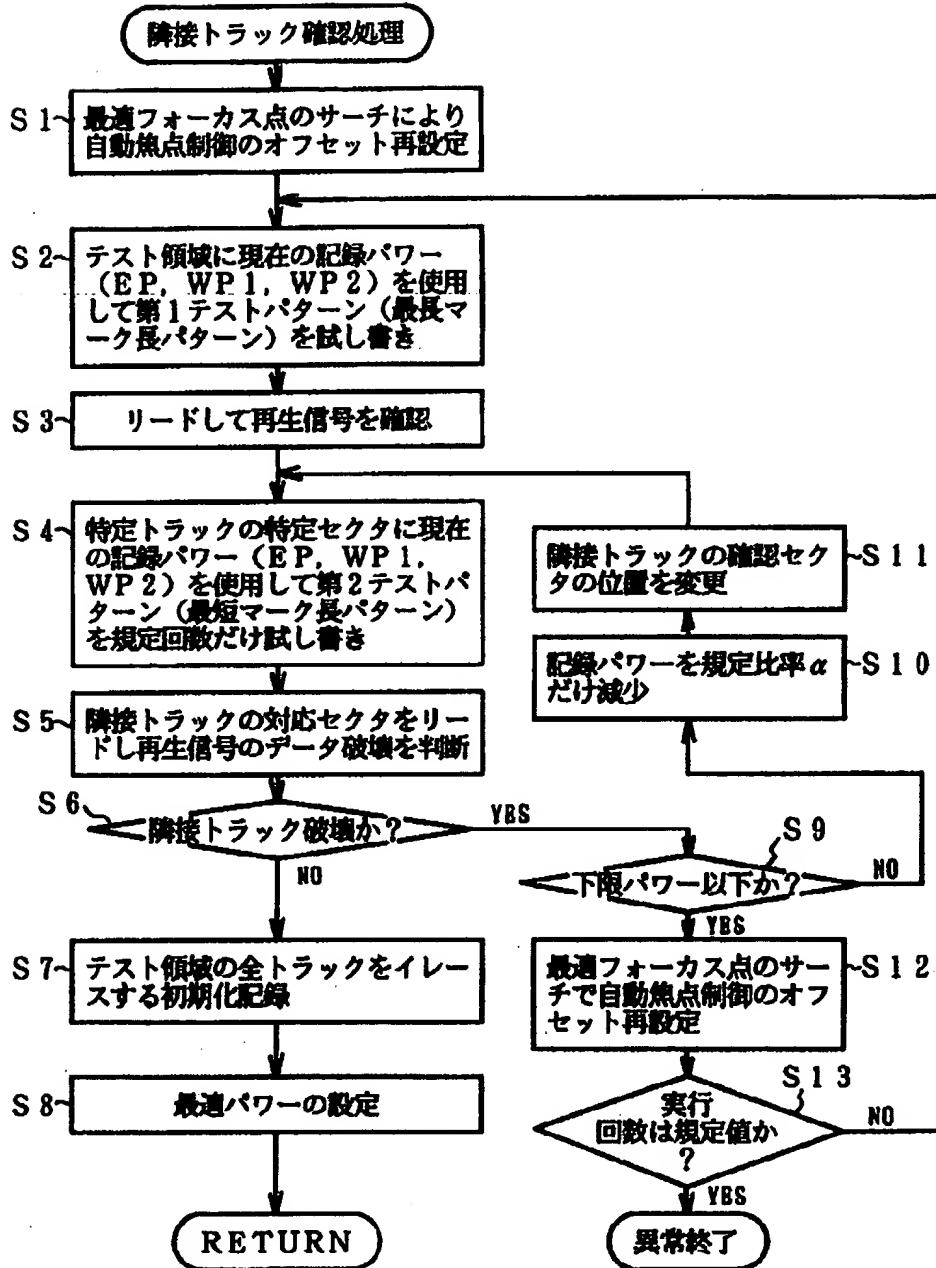 隣接トラック確認処理
S1
最適フォーカス点のサーチにより
自動焦点制御のオフセット再設定
S2
テスト領域に現在の記録パワー
（EP，WP1，WP2）を使用
して第1テストパターン（最長マ
ーク長パターン）を試し書き
S3
リードして再生信号を確認
S4
特定トラックの特定セクタに現在
の記録パワー（EP，WP1，
WP2）を使用して第2テストパ
ターン（最短マーク長パターン）
を規定回数だけ試し書き
隣接トラックの確認セク
タの位置を変更
S11
記録パワーを規定比率α
だけ減少
S10
S5
隣接トラックの対応セクタをリー
ドし再生信号のデータ破壊を判断
S6
隣接トラック破壊か？
YES
NO
S9
下限パワー以下か？
NO
YES
S7
テスト領域の全トラックをイレー
スする初期化記録
最適フォーカス点のサー
チで自動焦点制御のオフ
セット再設定
S12
S8
最適パワーの設定
S13
実行
回数は規定値か
？
NO
YES
RETURN
異常終了